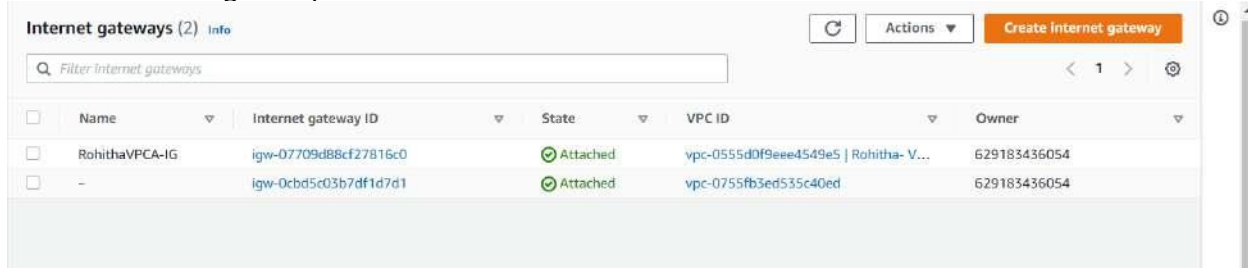 Internet gateways (2) Info
Actions ▼ Create internet gateway
Filter internet gateways
< 1 >
Name Internet gateway ID State VPC ID Owner
RohithaVPCA-IG igw-07709d88cf27816c0 Attached vpc-0555d0f9eee4549e5 | Rohitha- V... 629183436054
– igw-0cbd5c03b7df1d7d1 Attached vpc-0755fb3ed535c40ed 629183436054